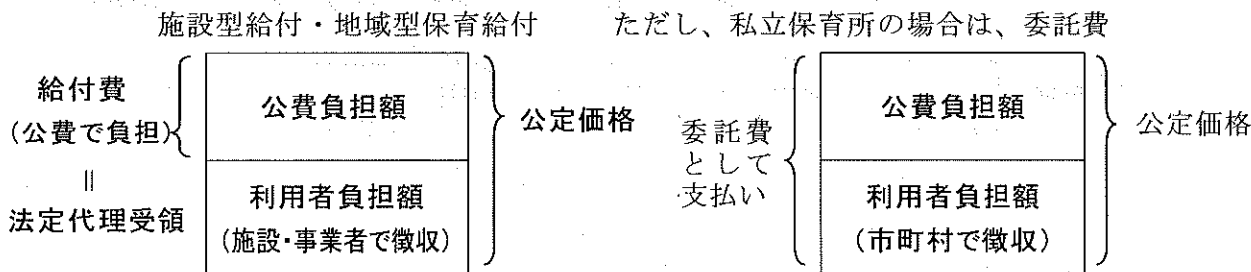 施設型給付・地域型保育給付
給付費
(公費で負担)
||
法定代理受領
公費負担額
利用者負担額
(施設・事業者で徴収)
公定価格
ただし、私立保育所の場合は、委託費
委託費
として
支払い
公費負担額
利用者負担額
(市町村で徴収)
公定価格